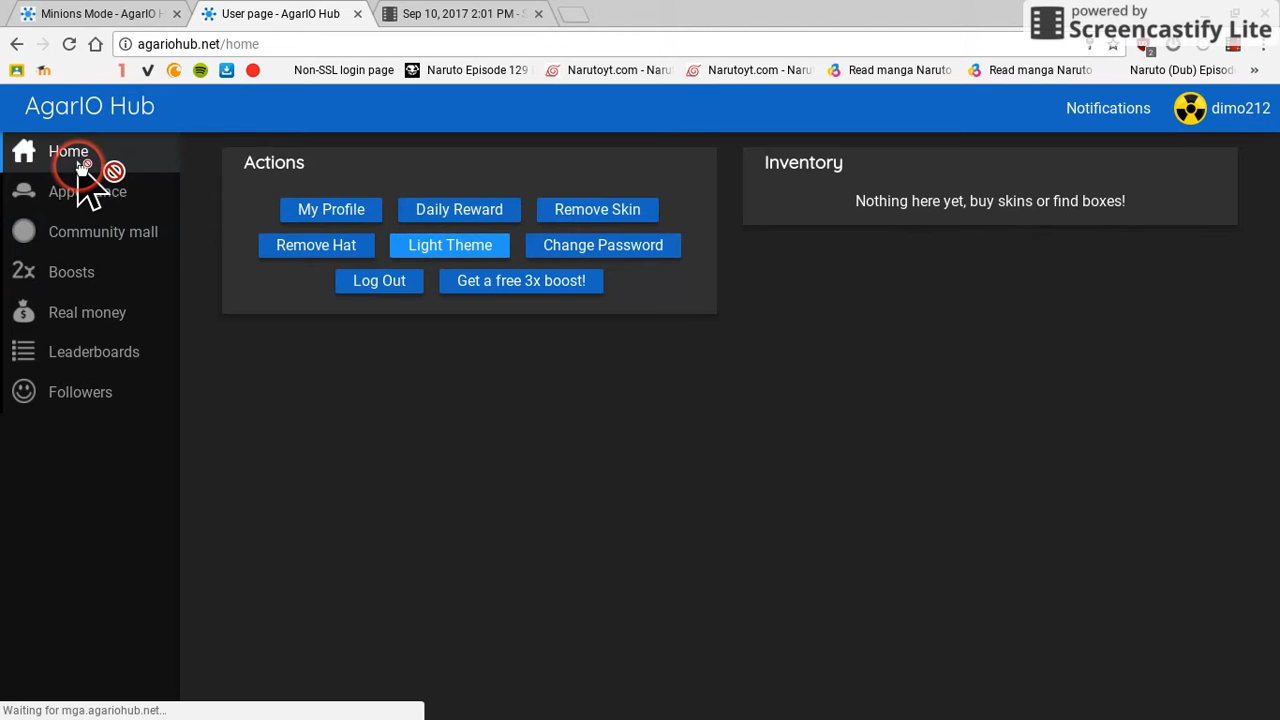 Minions Mode - AgarIO H
User page - AgarIO Hub
Sep 10, 2017 2:01 PM - S
powered by
Screencastify Lite
agariohub.net/home
2
Non-SSL login page
Naruto Episode 129
Narutoyt.com - Naru
Narutoyt.com - Naru
Read manga Naruto
Read manga Naruto
Naruto (Dub) Episod
»
AgarIO Hub
Notifications
dimo212
Home
Community mall
2x Boosts
Real money
Leaderboards
Followers
Actions
My Profile
Daily Reward
Remove Skin
Remove Hat
Light Theme
Change Password
Log Out
Get a free 3x boost!
Inventory
Nothing here yet, buy skins or find boxes!
Waiting for mga.agariohub.net...